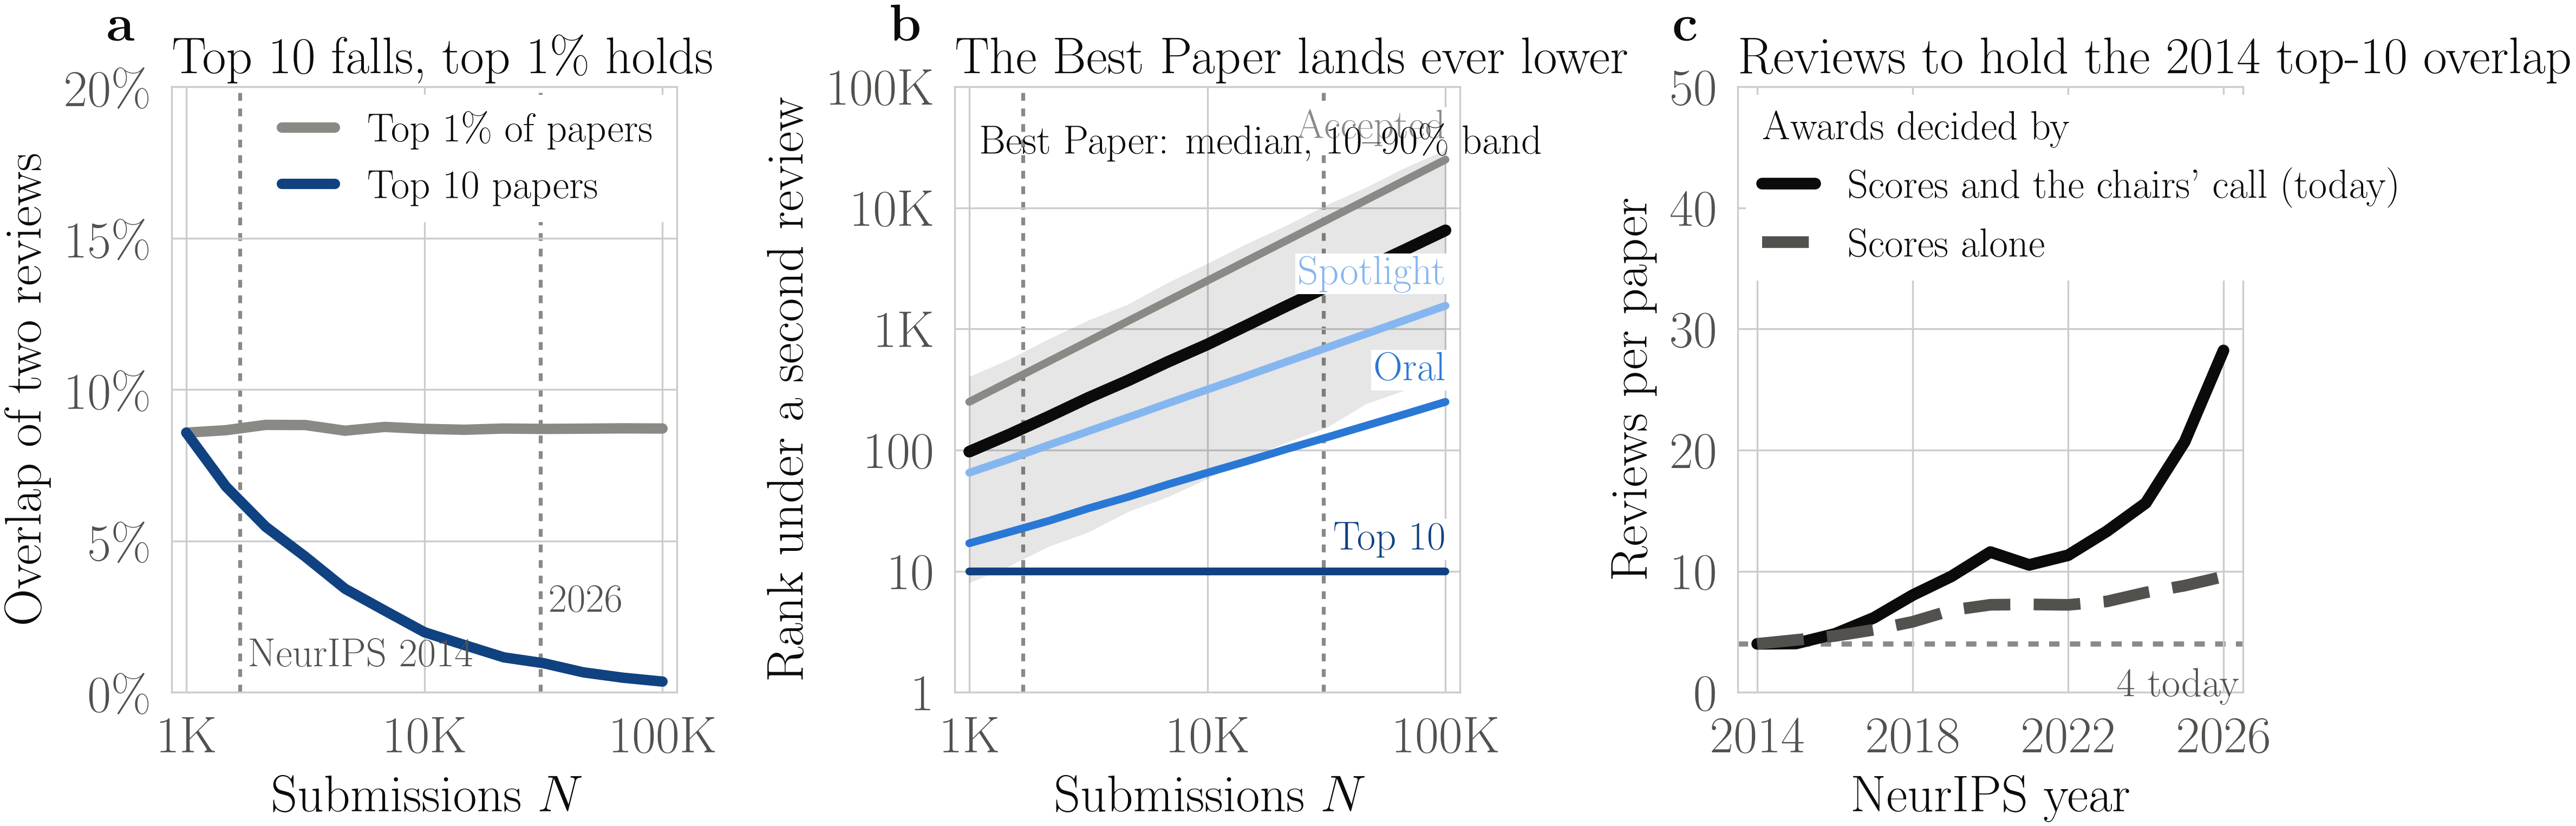 a
Top 10 falls, top 1% holds
20%
15%
10%
5%
0%
Overlap of two reviews
Top 1% of papers
Top 10 papers
NeurIPS 2014
2026
1K 10K 100K
Submissions N
b
The Best Paper lands ever lower
100K
10K
1K
100
10
1
Rank under a second review
Accepted
Best Paper: median, 10–90% band
Spotlight
Oral
Top 10
1K 10K 100K
Submissions N
c
Reviews to hold the 2014 top-10 overlap
50
40
30
20
10
0
Reviews per paper
Awards decided by
Scores and the chairs' call (today)
Scores alone
4 today
2014 2018 2022 2026
NeurIPS year